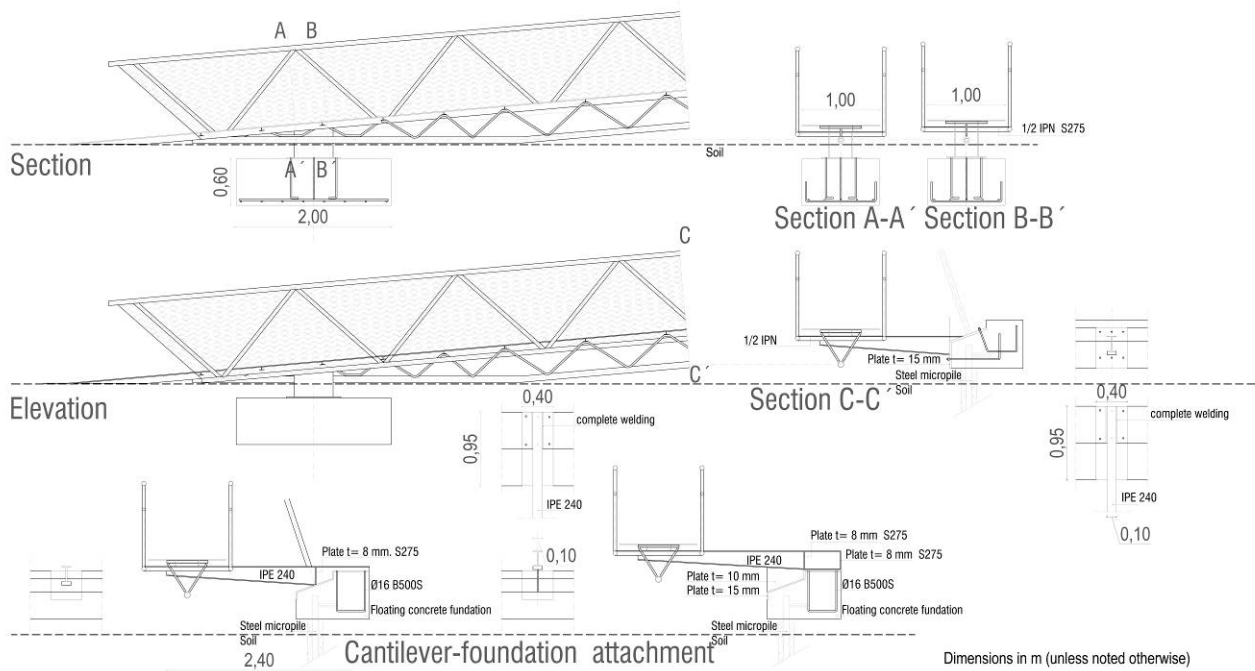 A B
1,00
1,00
1/2 IPN S275
Soil
Section
0,60
A´ B´
2,00
Section A-A´ Section B-B´
C
1/2 IPN
Plate t= 15 mm
Steel micropile
Soil
C´
Section C-C´
Elevation
0,40
complete welding
0,95
IPE 240
0,40
complete welding
0,95
IPE 240
0,10
Plate t= 8 mm. S275
IPE 240
Ø16 B500S
Floating concrete fundation
Steel micropile
Soil
2,40
0,10
Plate t= 8 mm S275
Plate t= 8 mm S275
IPE 240
Plate t= 10 mm
Plate t= 15 mm
Ø16 B500S
Floating concrete fundation
Steel micropile
Soil
Cantilever-foundation attachment
Dimensions in m (unless noted otherwise)